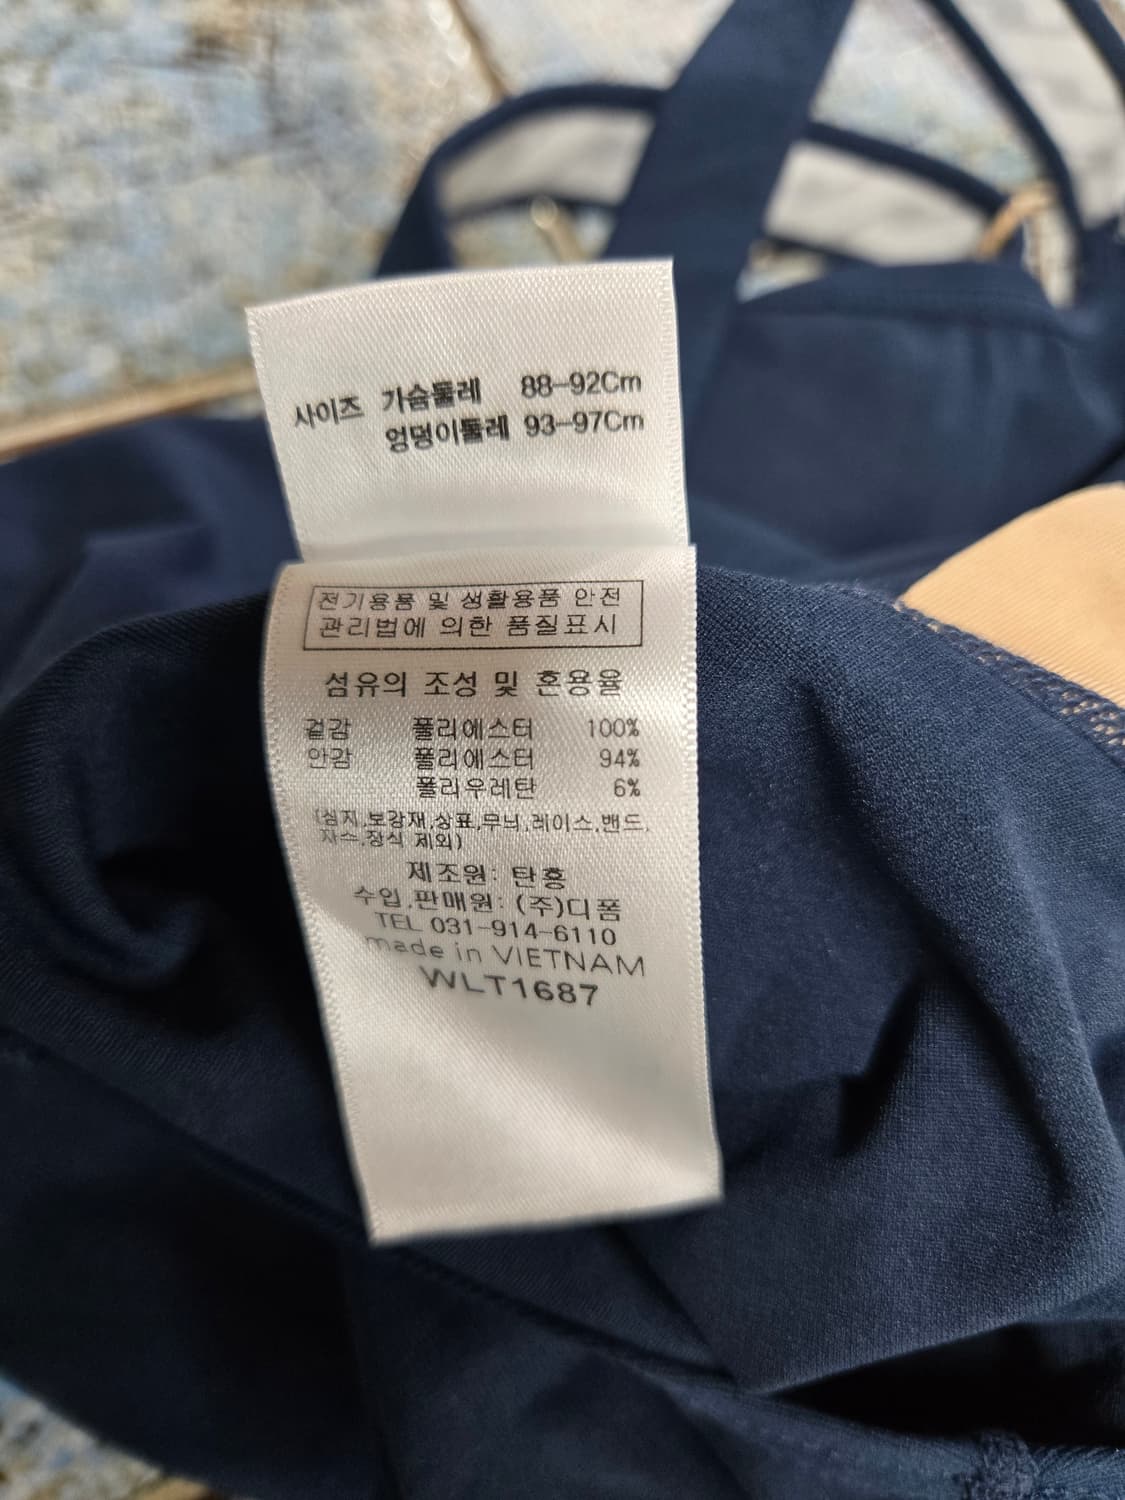 사이즈 가슴둘레 88-92Cm
엉덩이둘레 93-97Cm
전기용품 및 생활용품 안전
관리법에 의한 품질표시
섬유의 조성 및 혼용율
겉감 폴리에스터 100%
안감 폴리에스터 94%
폴리우레탄 6%
(심지,보강재,상표,무늬,레이스,밴드,
자수,장식 제외)
제조원: 탄흥
수입,판매원: (주)디폼
TEL 031-914-6110
made in VIETNAM
WLT1687